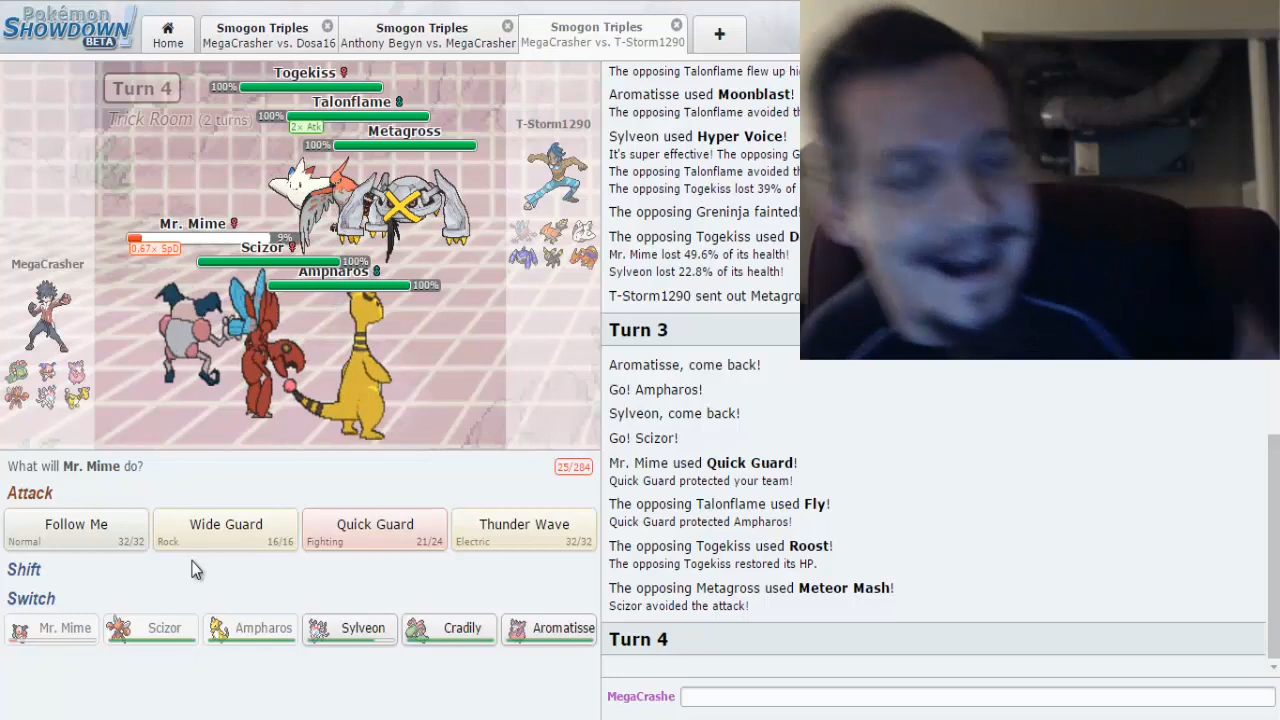 Pokémon
SHOWDOWN
BETA
Home
Smogon Triples
MegaCrasher vs. Dosa16
Smogon Triples
Anthony Begyn vs. MegaCrasher
Smogon Triples
MegaCrasher vs. T-Storm1290
+
Turn 4
Trick Room (2 turns)
Togekiss
100%
Talonflame
100%
2× Atk
Metagross
100%
T-Storm1290
Mr. Mime
9%
0.67× SpD
Scizor
100%
Ampharos
100%
MegaCrasher
What will Mr. Mime do?
25/284
Attack
Follow Me
Normal 32/32
Wide Guard
Rock 16/16
Quick Guard
Fighting 21/24
Thunder Wave
Electric 32/32
Shift
Switch
Mr. Mime
Scizor
Ampharos
Sylveon
Cradily
Aromatisse
The opposing Talonflame flew up hi
Aromatisse used Moonblast!
The opposing Talonflame avoided th
Sylveon used Hyper Voice!
It's super effective! The opposing G
The opposing Talonflame avoided th
The opposing Togekiss lost 39% of
The opposing Greninja fainted!
The opposing Togekiss used D
Mr. Mime lost 49.6% of its health!
Sylveon lost 22.8% of its health!
T-Storm1290 sent out Metagro
Turn 3
Aromatisse, come back!
Go! Ampharos!
Sylveon, come back!
Go! Scizor!
Mr. Mime used Quick Guard!
Quick Guard protected your team!
The opposing Talonflame used Fly!
Quick Guard protected Ampharos!
The opposing Togekiss used Roost!
The opposing Togekiss restored its HP.
The opposing Metagross used Meteor Mash!
Scizor avoided the attack!
Turn 4
MegaCrashe